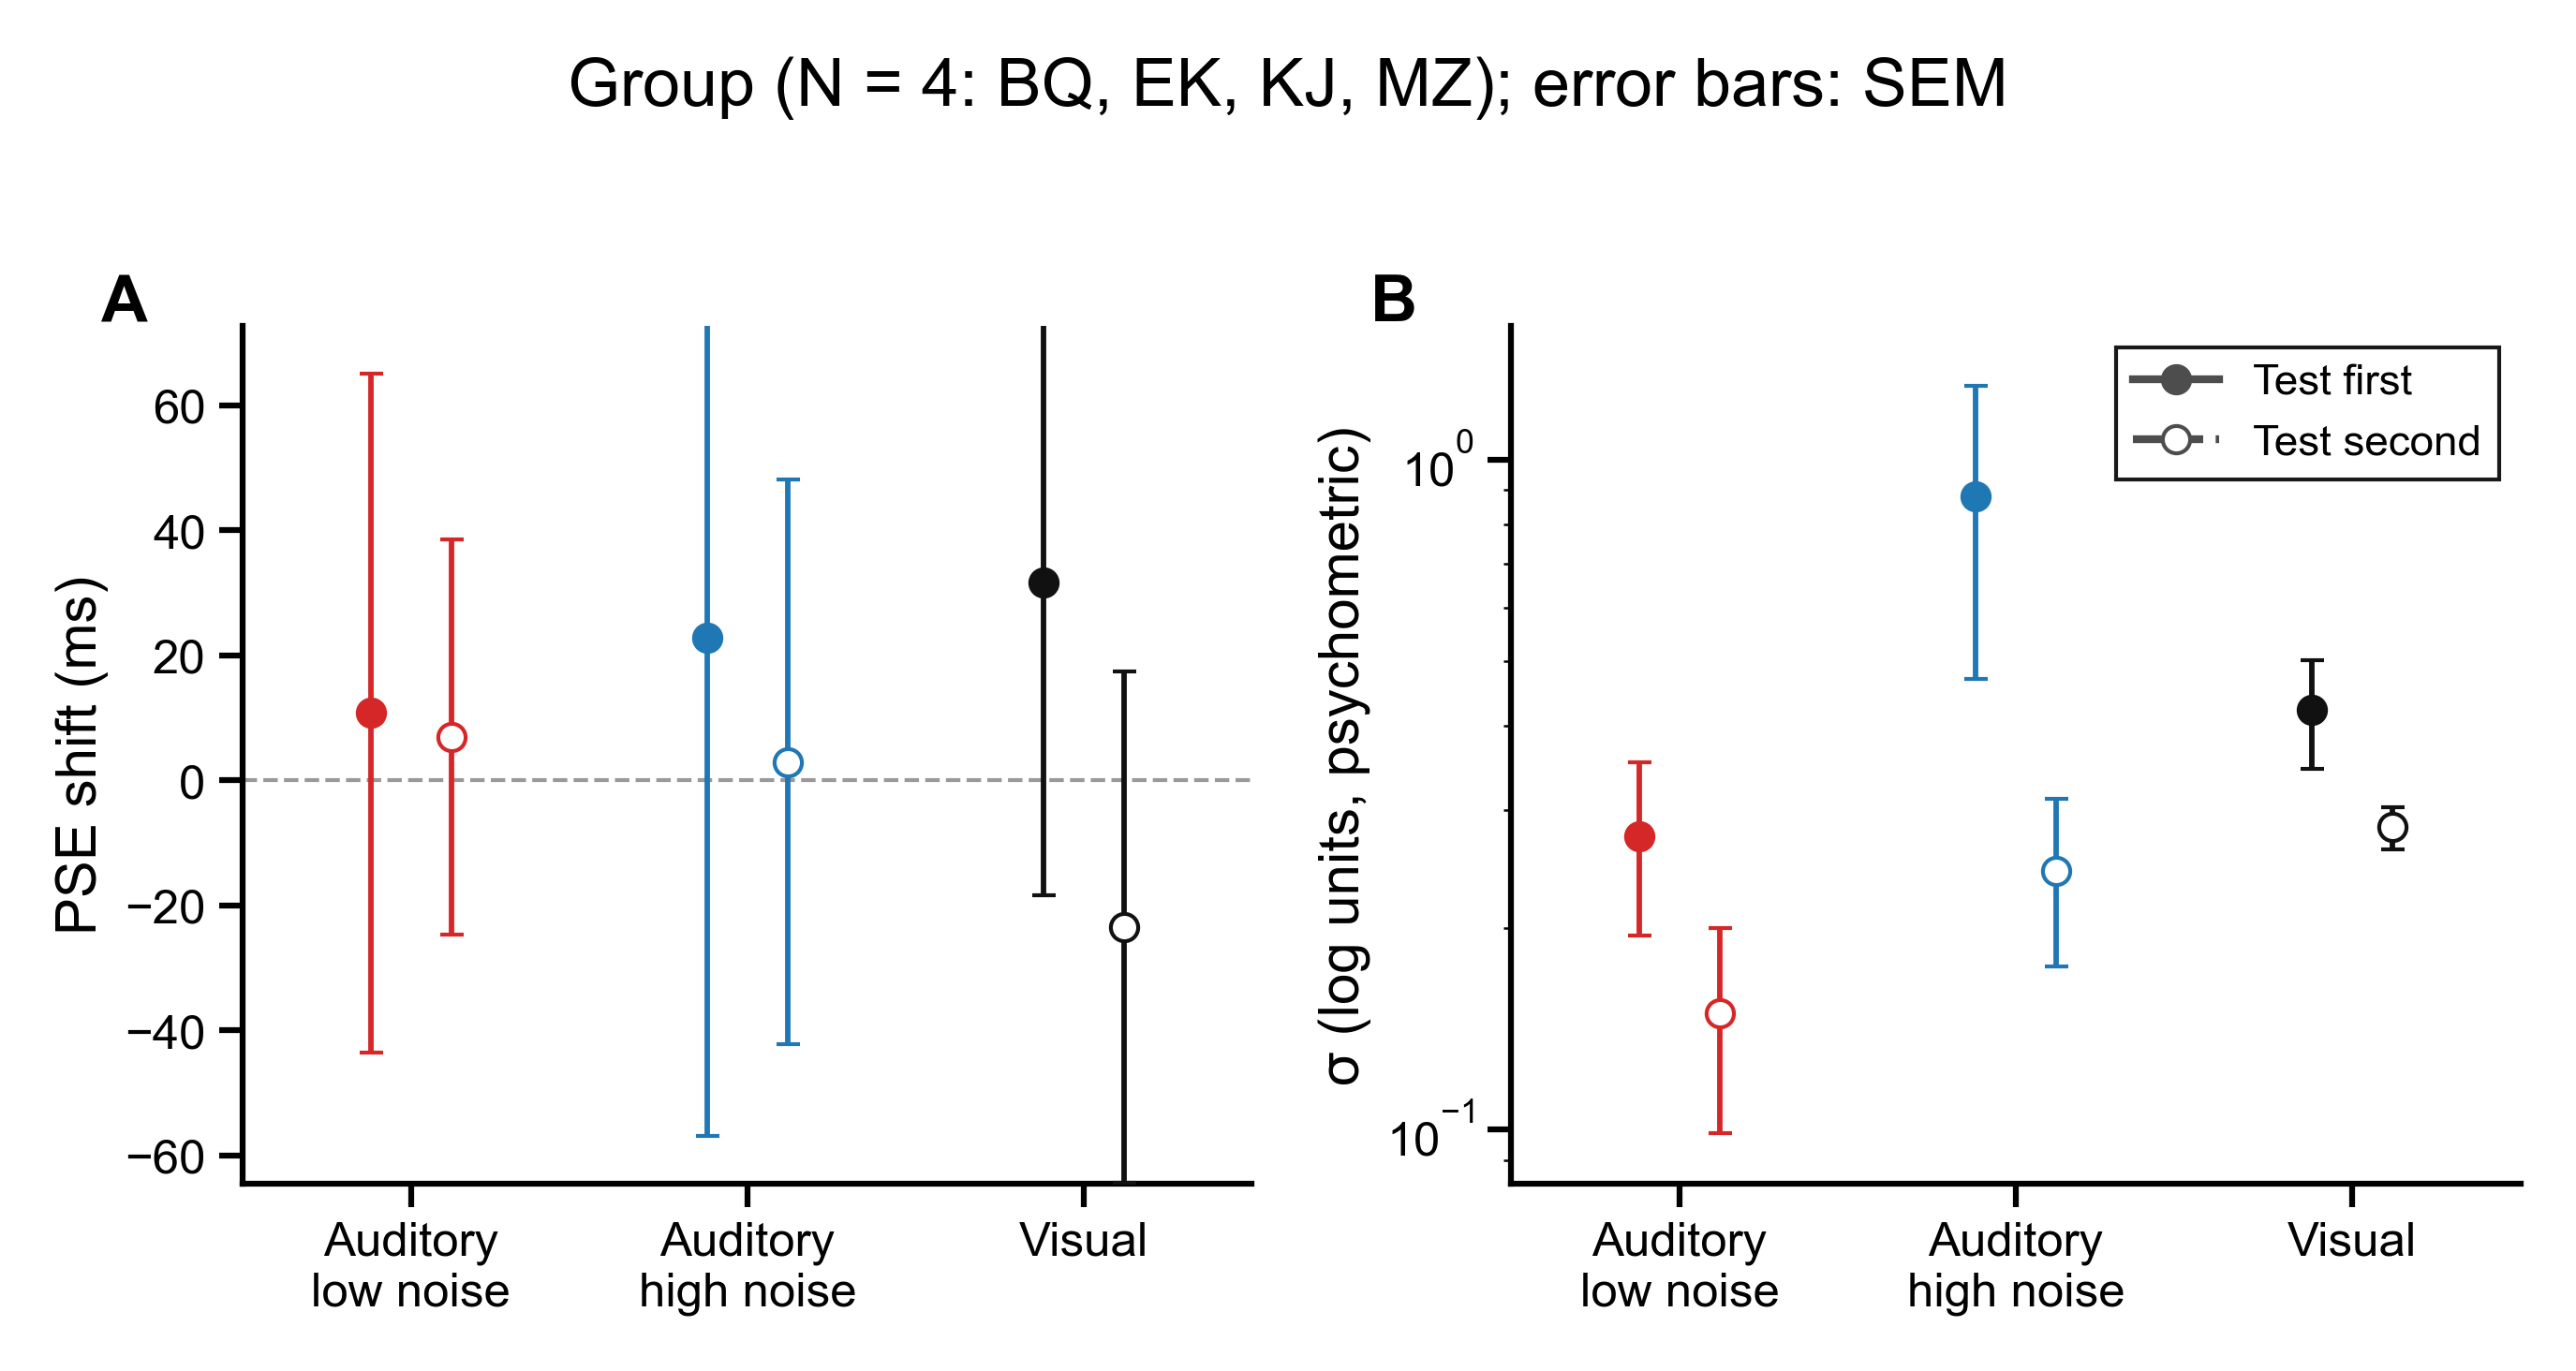 Group (N = 4: BQ, EK, KJ, MZ); error bars: SEM
A
PSE shift (ms)
60
40
20
0
−20
−40
−60
Auditory
low noise
Auditory
high noise
Visual
B
σ (log units, psychometric)
10⁰
10⁻¹
Test first
Test second
Auditory
low noise
Auditory
high noise
Visual